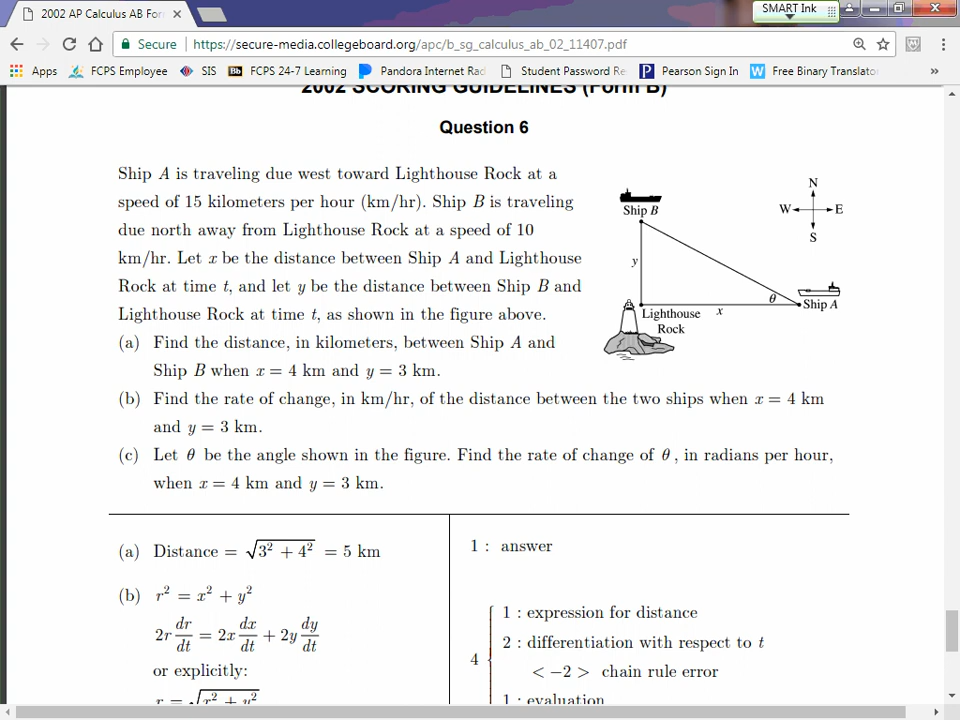 2002 AP Calculus AB For
SMART Ink
Secure https://secure-media.collegeboard.org/apc/b_sg_calculus_ab_02_11407.pdf
Apps FCPS Employee SIS Bb FCPS 24-7 Learning Pandora Internet Rad Student Password Re P Pearson Sign In W Free Binary Translato »
2002 SCORING GUIDELINES (Form B)
Question 6
Ship A is traveling due west toward Lighthouse Rock at a
speed of 15 kilometers per hour (km/hr). Ship B is traveling
due north away from Lighthouse Rock at a speed of 10
km/hr. Let x be the distance between Ship A and Lighthouse
Rock at time t, and let y be the distance between Ship B and
Lighthouse Rock at time t, as shown in the figure above.
Ship B
N
W E
S
y
θ
Ship A
Lighthouse x
Rock
(a) Find the distance, in kilometers, between Ship A and
Ship B when x = 4 km and y = 3 km.
(b) Find the rate of change, in km/hr, of the distance between the two ships when x = 4 km
and y = 3 km.
(c) Let θ be the angle shown in the figure. Find the rate of change of θ, in radians per hour,
when x = 4 km and y = 3 km.
(a) Distance = √(3² + 4²) = 5 km
1 : answer
(b) r² = x² + y²
2r dr/dt = 2x dx/dt + 2y dy/dt
or explicitly:
r = √(x² + y²)
4
1 : expression for distance
2 : differentiation with respect to t
< −2 > chain rule error
1 : evaluation